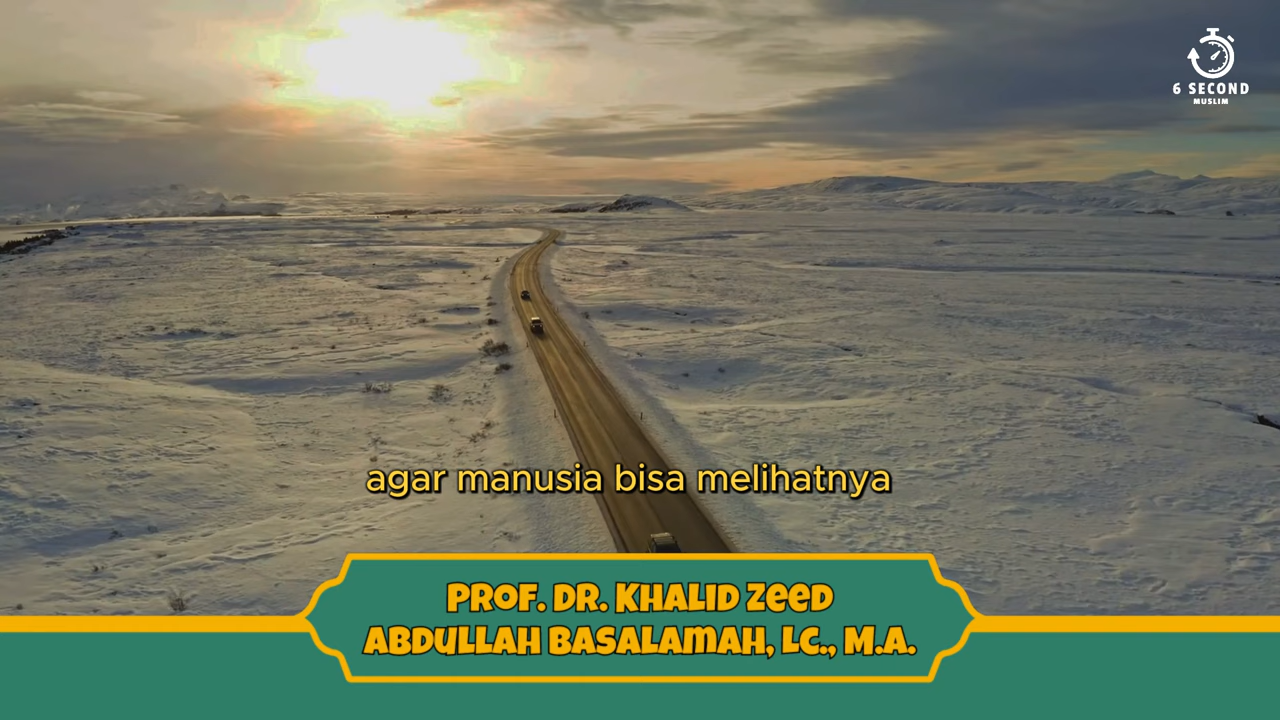 6 SECOND
MUSLIM
agar manusia bisa melihatnya
PROF. DR. KHALID ZEED
ABDULLAH BASALAMAH, LC., M.A.